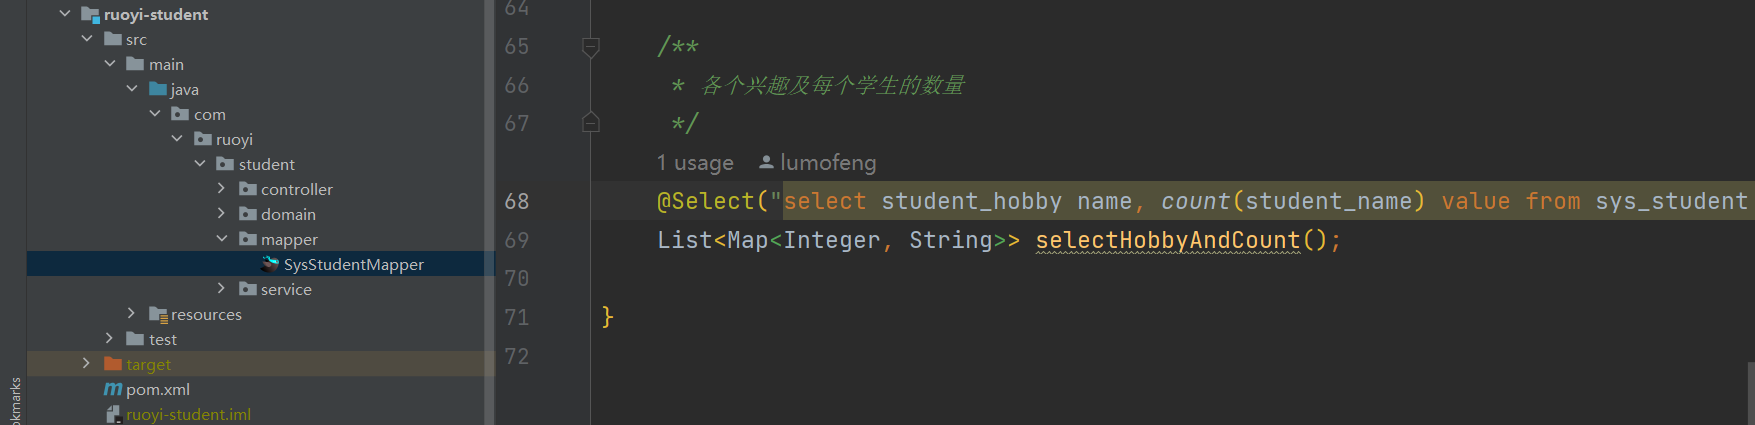 ruoyi-student
src
main
java
com
ruoyi
student
controller
domain
mapper
SysStudentMapper
service
resources
test
target
pom.xml
ruoyi-student.iml
64
65 /**
66 * 各个兴趣及每个学生的数量
67 */
1 usage lumofeng
68 @Select("select student_hobby name, count(student_name) value from sys_student
69 List<Map<Integer, String>> selectHobbyAndCount();
70
71 }
72
okmarks